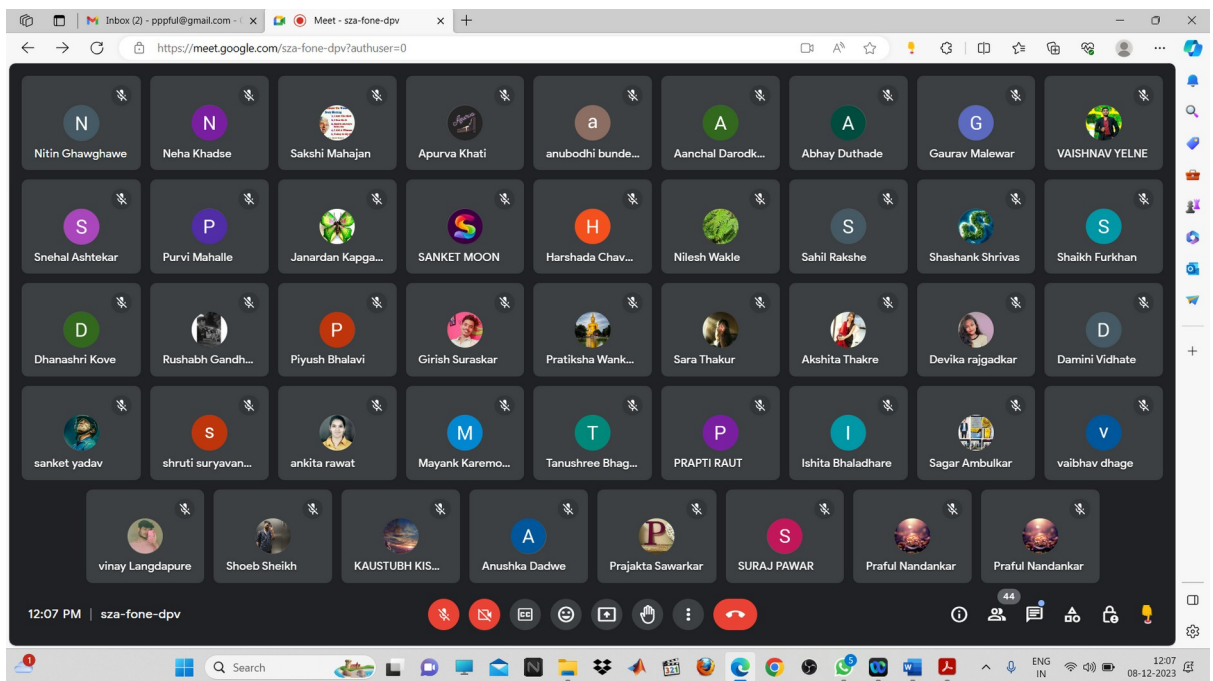 Inbox (2) - pppful@gmail.com - G
Meet - sza-fone-dpv
https://meet.google.com/sza-fone-dpv?authuser=0
N N a A A G
Nitin Ghawghawe Neha Khadse Sakshi Mahajan Apurva Khati anubodhi bunde... Aanchal Darodk... Abhay Duthade Gaurav Malewar VAISHNAV YELNE
S P S H S S
Snehal Ashtekar Purvi Mahalle Janardan Kapga... SANKET MOON Harshada Chav... Nilesh Wakle Sahil Rakshe Shashank Shrivas Shaikh Furkhan
D P D
Dhanashri Kove Rushabh Gandh... Piyush Bhalavi Girish Suraskar Pratiksha Wank... Sara Thakur Akshita Thakre Devika rajgadkar Damini Vidhate
s M T P I v
sanket yadav shruti suryavan... ankita rawat Mayank Karemo... Tanushree Bhag... PRAPTI RAUT Ishita Bhaladhare Sagar Ambulkar vaibhav dhage
A P S
vinay Langdapure Shoeb Sheikh KAUSTUBH KIS... Anushka Dadwe Prajakta Sawarkar SURAJ PAWAR Praful Nandankar Praful Nandankar
12:07 PM | sza-fone-dpv
CC
44
Search
ENG
IN
12:07
08-12-2023